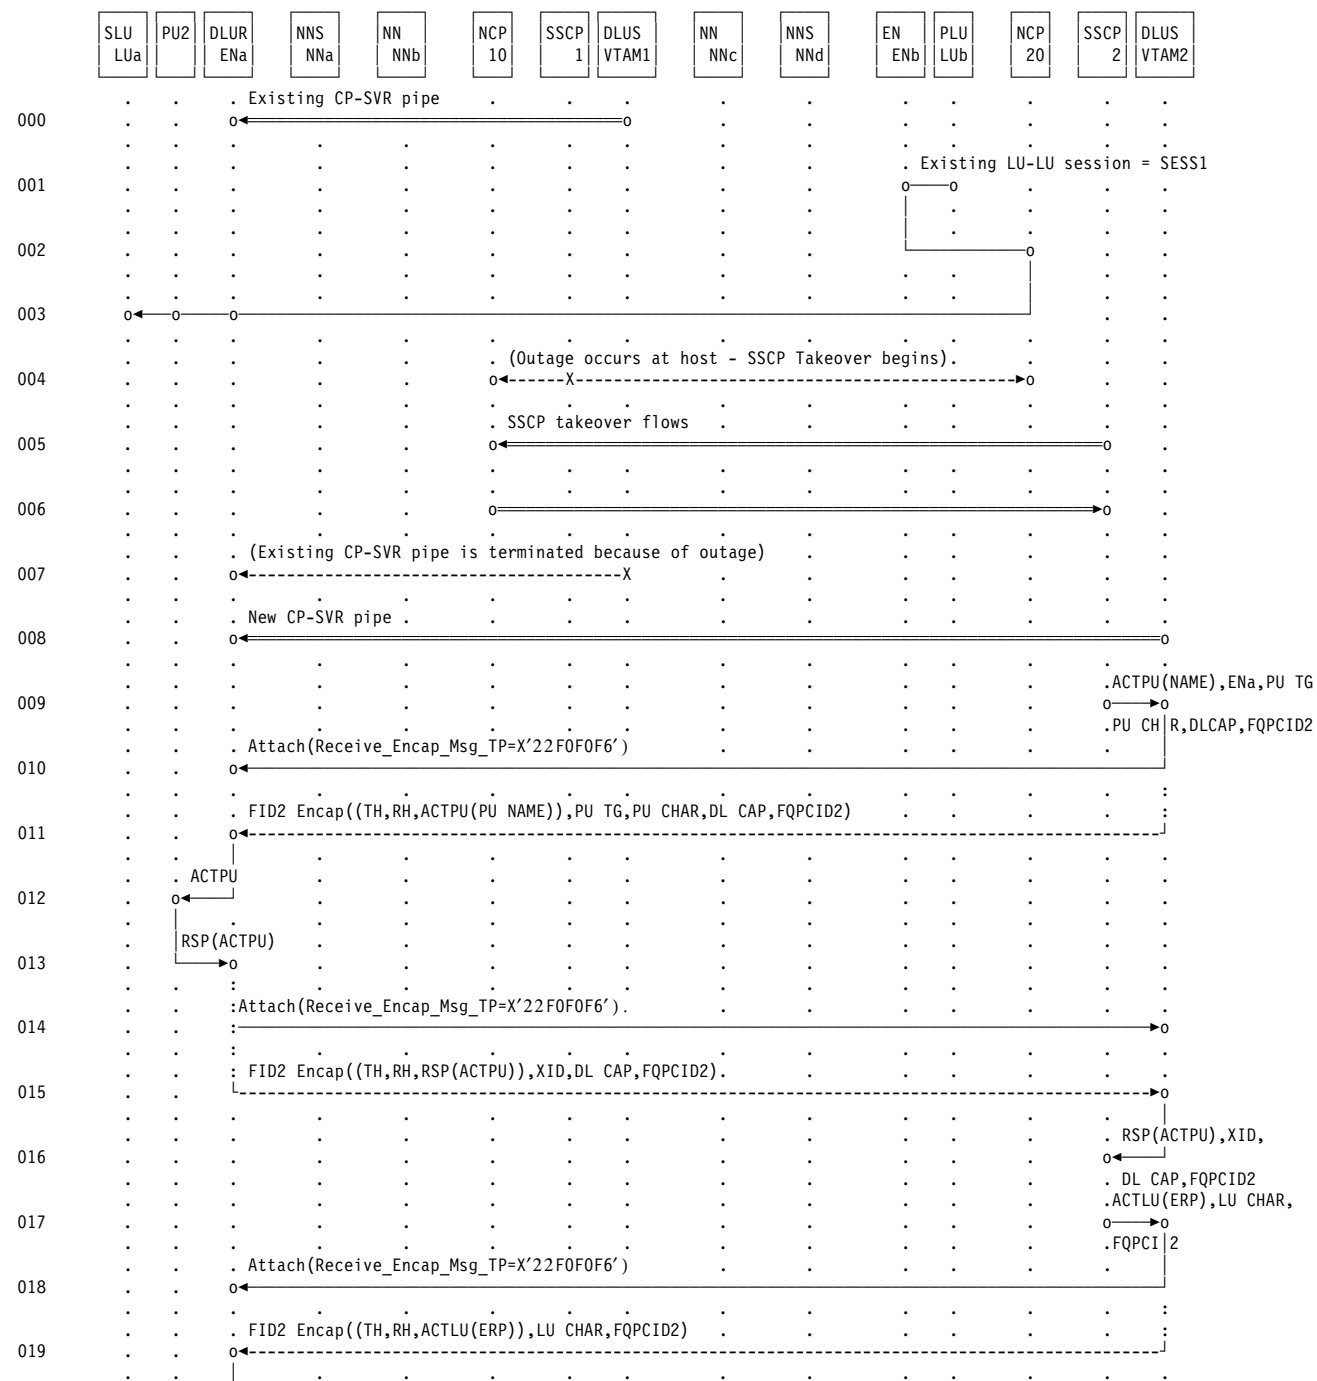 SLU PU2 DLUR NNS NN NCP SSCP DLUS NN NNS EN PLU NCP SSCP DLUS
LUa ENa NNa NNb 10 1 VTAM1 NNc NNd ENb LUb 20 2 VTAM2
Existing CP-SVR pipe
000
Existing LU-LU session = SESS1
001
002
003
(Outage occurs at host - SSCP Takeover begins).
004
SSCP takeover flows
005
006
(Existing CP-SVR pipe is terminated because of outage)
007
New CP-SVR pipe
008
ACTPU(NAME),ENa,PU TG
009
PU CH R,DLCAP,FQPCID2
Attach(Receive_Encap_Msg_TP=X'22F0F0F6')
010
FID2 Encap((TH,RH,ACTPU(PU NAME)),PU TG,PU CHAR,DL CAP,FQPCID2)
011
ACTPU
012
RSP(ACTPU)
013
Attach(Receive_Encap_Msg_TP=X'22F0F0F6').
014
FID2 Encap((TH,RH,RSP(ACTPU)),XID,DL CAP,FQPCID2).
015
RSP(ACTPU),XID,
016
DL CAP,FQPCID2
ACTLU(ERP),LU CHAR,
017
FQPCI 2
Attach(Receive_Encap_Msg_TP=X'22F0F0F6')
018
FID2 Encap((TH,RH,ACTLU(ERP)),LU CHAR,FQPCID2)
019